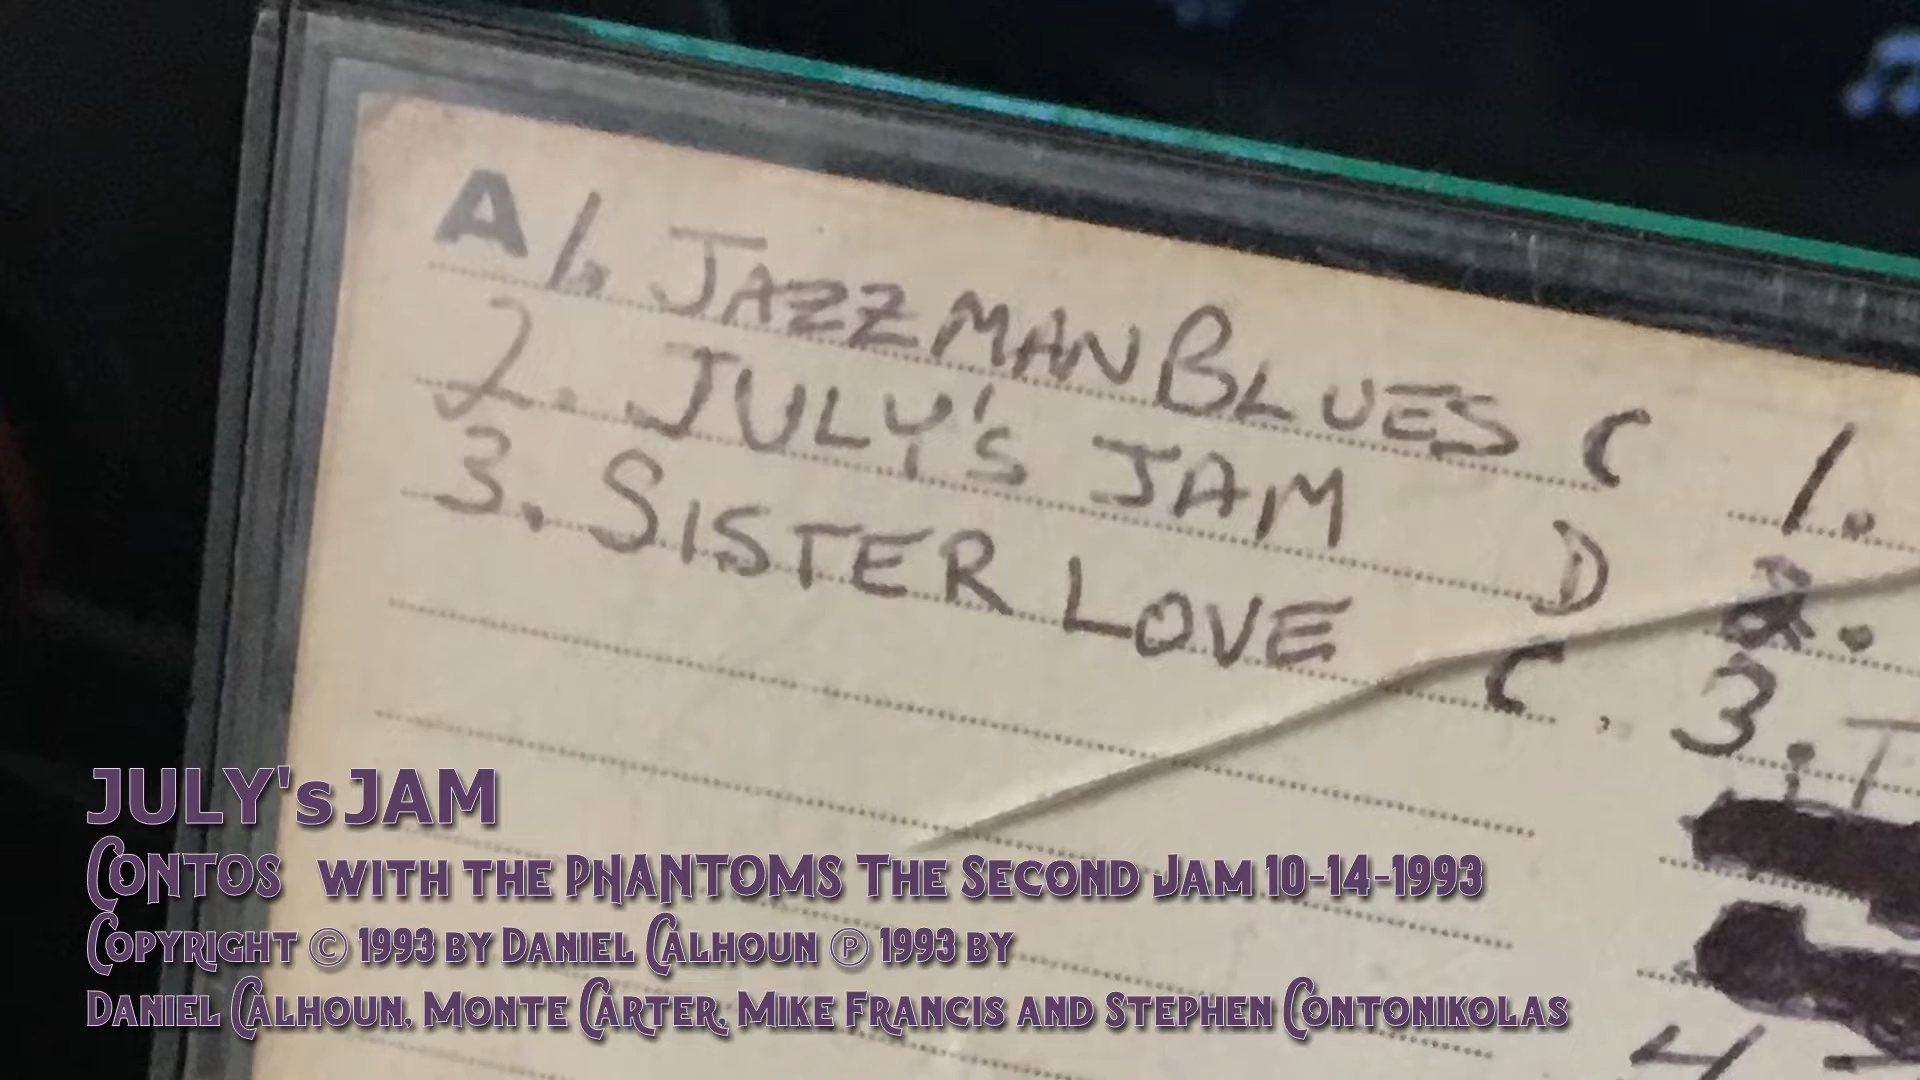 A 1. JAZZMAN BLUES C
2. JULY's JAM D
3. SISTER LOVE C
1.
2.
3.
4
JULY's JAM
CONTOS with the PHANTOMS The Second Jam 10-14-1993
Copyright © 1993 by Daniel Calhoun ℗ 1993 by
Daniel Calhoun, Monte Carter, Mike Francis and Stephen Contonikolas